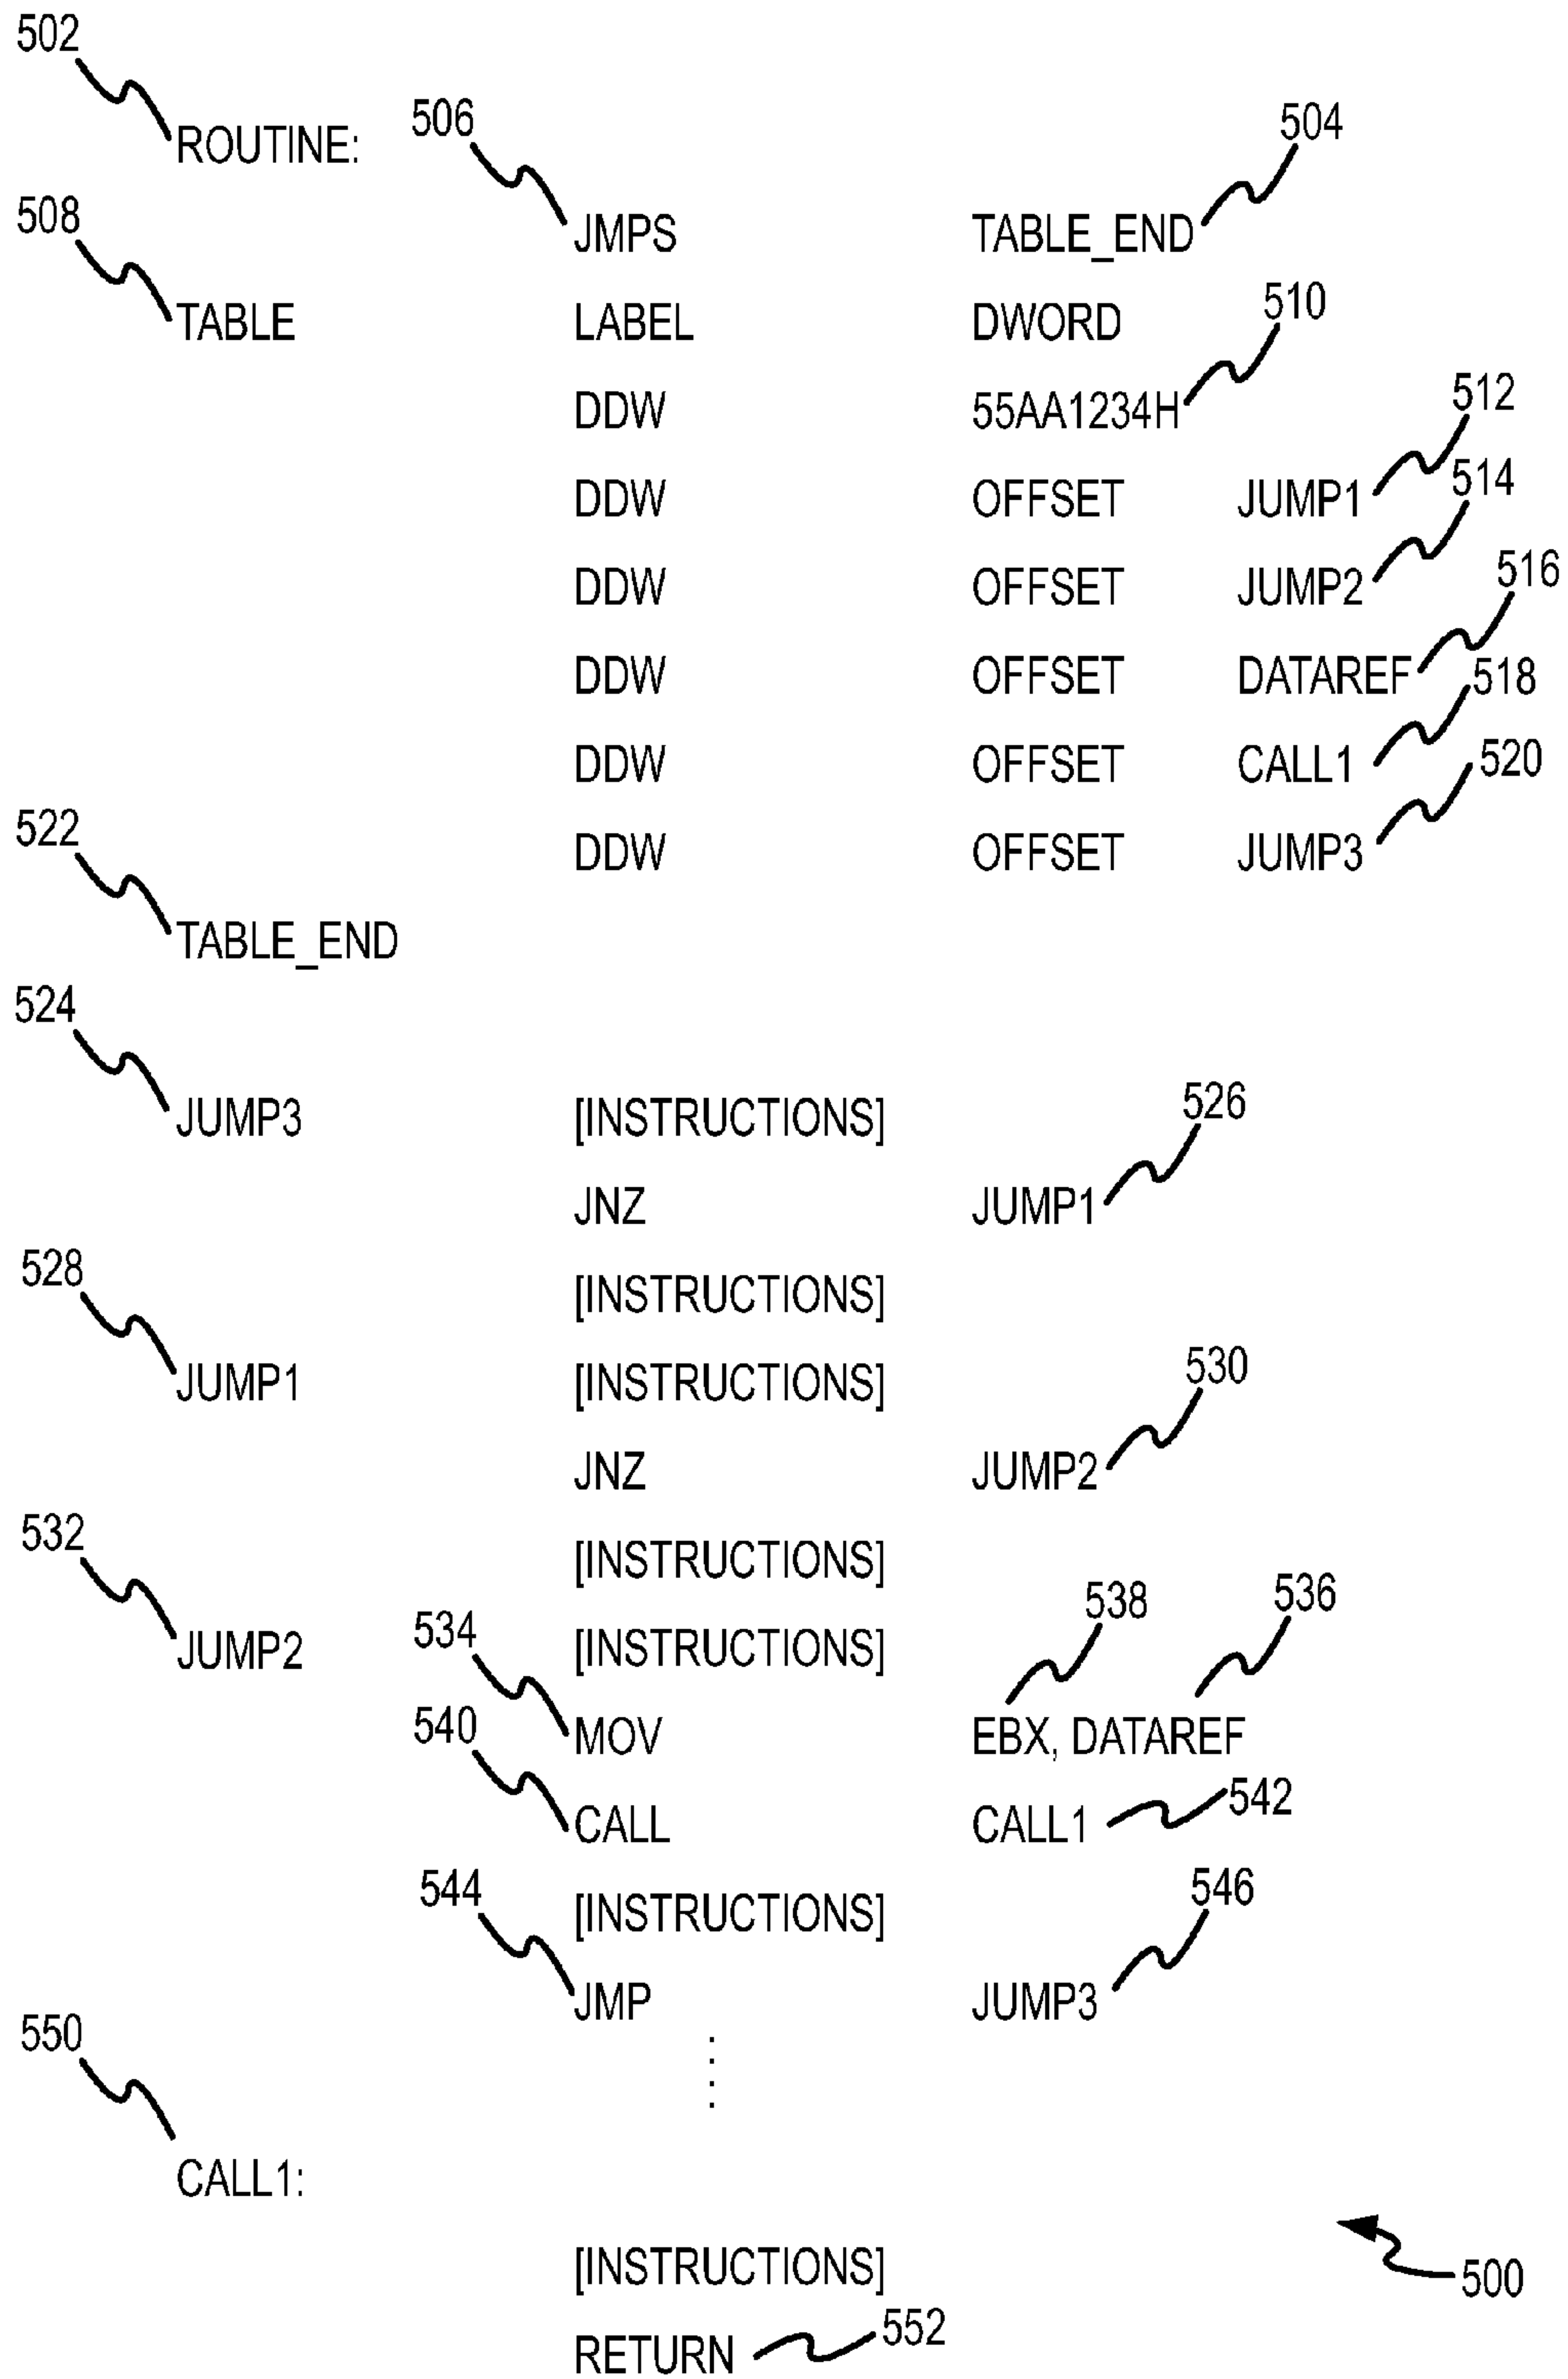 502
ROUTINE: 506 504
508 JMPS TABLE_END
TABLE LABEL DWORD 510
DDW 55AA1234H 512
DDW OFFSET JUMP1 514
DDW OFFSET JUMP2 516
DDW OFFSET DATAREF 518
DDW OFFSET CALL1 520
522 DDW OFFSET JUMP3
TABLE_END
524
JUMP3 [INSTRUCTIONS] 526
JNZ JUMP1
528 [INSTRUCTIONS]
JUMP1 [INSTRUCTIONS] 530
JNZ JUMP2
532 [INSTRUCTIONS] 538 536
JUMP2 534 [INSTRUCTIONS]
540 MOV EBX, DATAREF
CALL CALL1 542
544 [INSTRUCTIONS] 546
JMP JUMP3
550
CALL1:
[INSTRUCTIONS] 500
RETURN 552